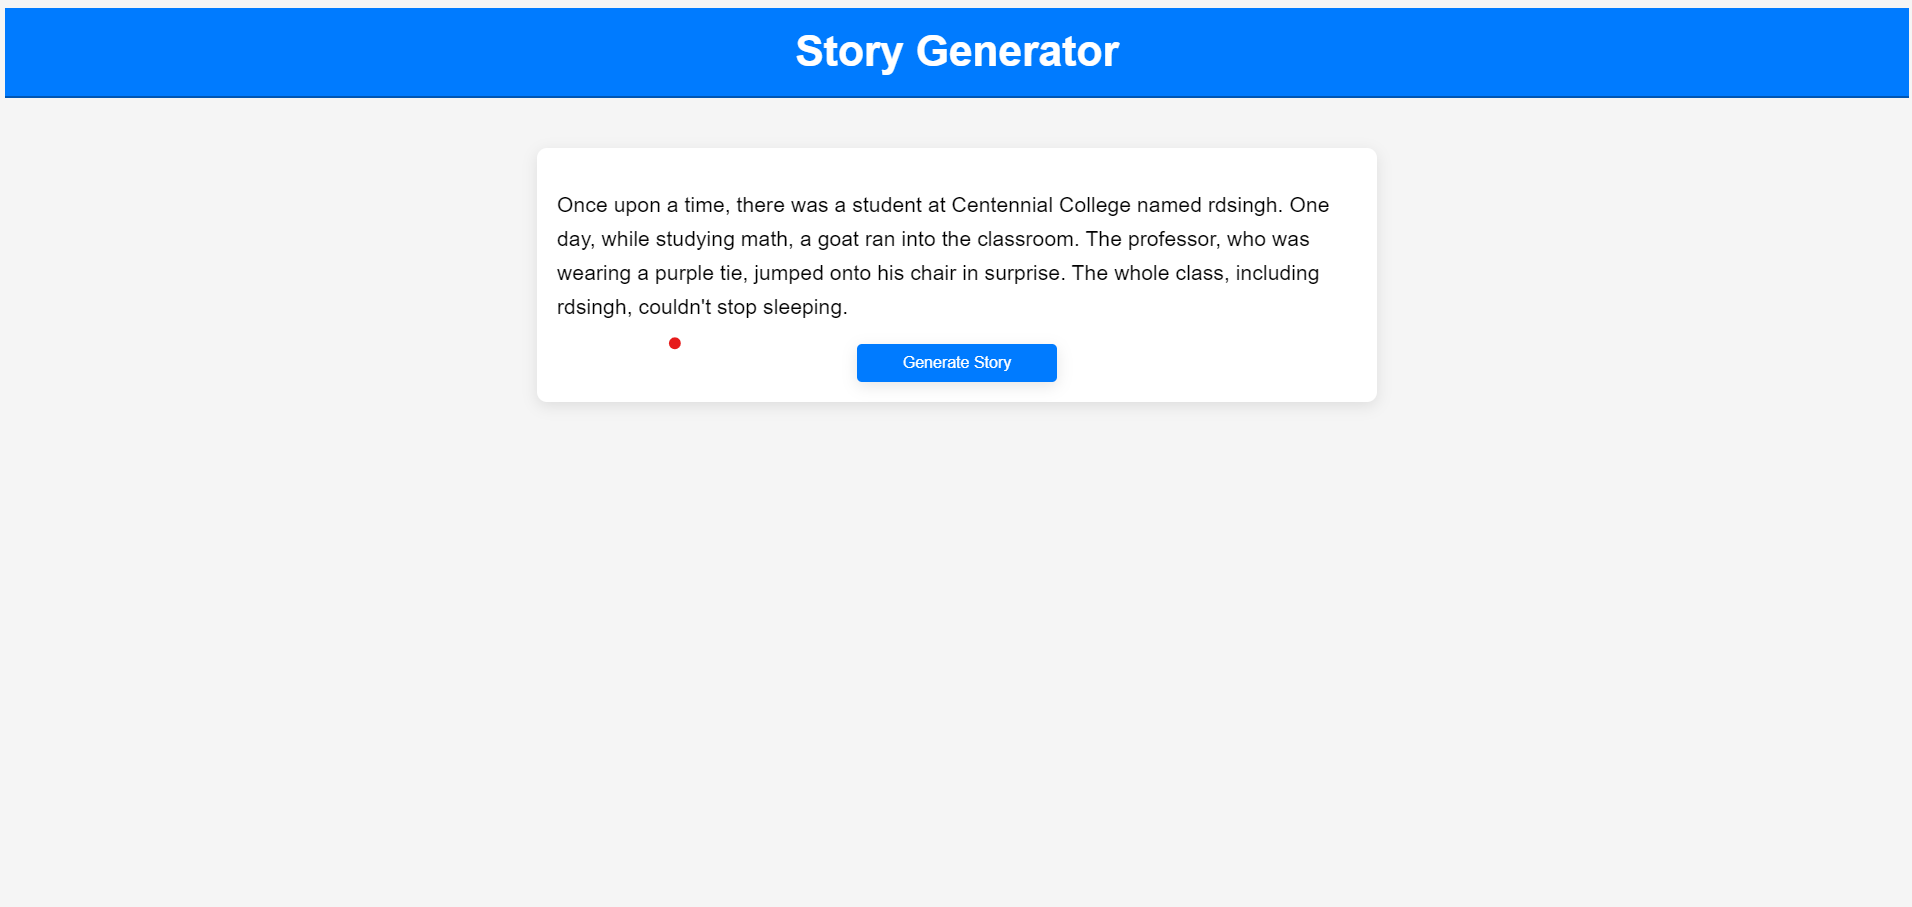 Story Generator
Once upon a time, there was a student at Centennial College named rdsingh. One
day, while studying math, a goat ran into the classroom. The professor, who was
wearing a purple tie, jumped onto his chair in surprise. The whole class, including
rdsingh, couldn't stop sleeping.
Generate Story